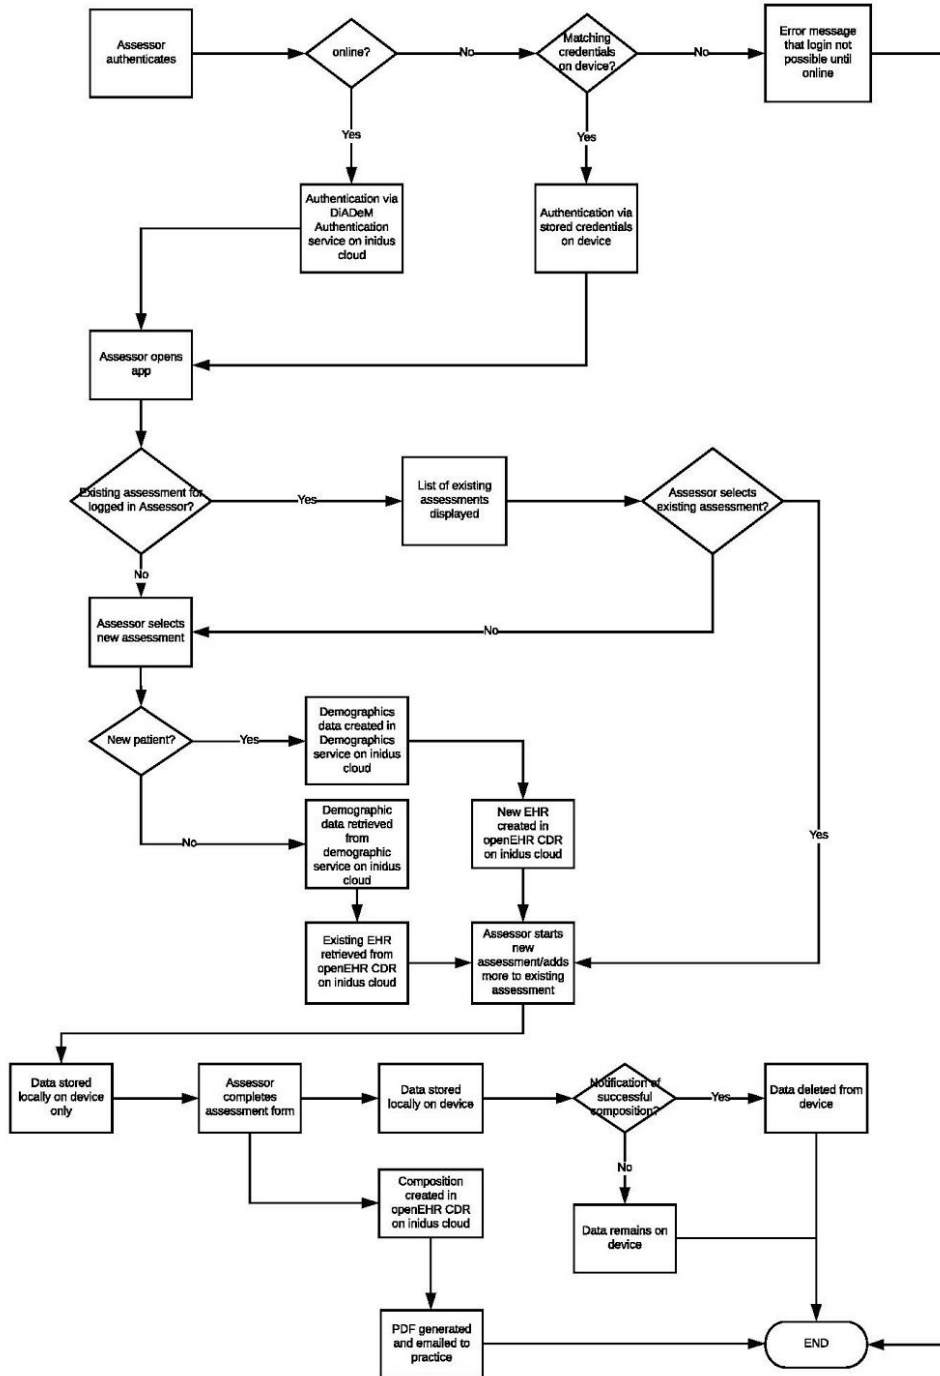 Assessor
authenticates
online?
No
Matching
credentials
on device?
No
Error message
that login not
possible until
online
Yes
Yes
Authentication via
DiADeM
Authentication
service on inidus
cloud
Authentication via
stored credentials
on device
Assessor opens
app
Existing assessment for
logged in Assessor?
Yes
List of existing
assessments
displayed
Assessor selects
existing assessment?
No
Assessor selects
new assessment
No
New patient?
Yes
Demographics
data created in
Demographics
service on inidus
cloud
No
Demographic
data retrieved
from
demographic
service on inidus
cloud
New EHR
created in
openEHR CDR
on inidus cloud
Yes
Existing EHR
retrieved from
openEHR CDR
on inidus cloud
Assessor starts
new
assessment/adds
more to existing
assessment
Data stored
locally on device
only
Assessor
completes
assessment form
Data stored
locally on device
Notification of
successful
composition?
Yes
Data deleted from
device
No
Composition
created in
openEHR CDR
on inidus cloud
Data remains on
device
PDF generated
and emailed to
practice
END